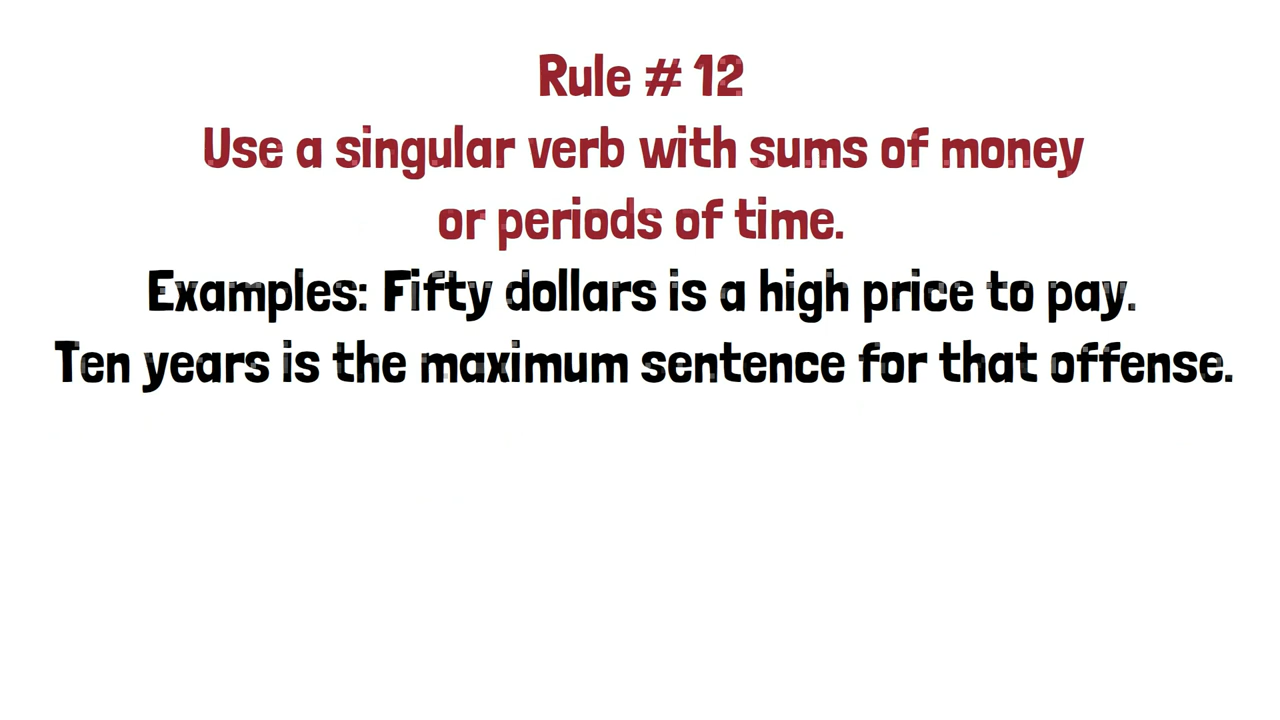 Rule # 12
Use a singular verb with sums of money
or periods of time.
Examples: Fifty dollars is a high price to pay.
Ten years is the maximum sentence for that offense.